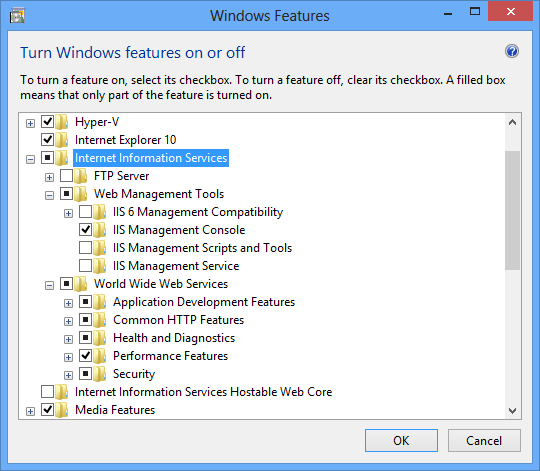 Windows Features
Turn Windows features on or off
To turn a feature on, select its checkbox. To turn a feature off, clear its checkbox. A filled box
means that only part of the feature is turned on.
Hyper-V
Internet Explorer 10
Internet Information Services
FTP Server
Web Management Tools
IIS 6 Management Compatibility
IIS Management Console
IIS Management Scripts and Tools
IIS Management Service
World Wide Web Services
Application Development Features
Common HTTP Features
Health and Diagnostics
Performance Features
Security
Internet Information Services Hostable Web Core
Media Features
OK
Cancel